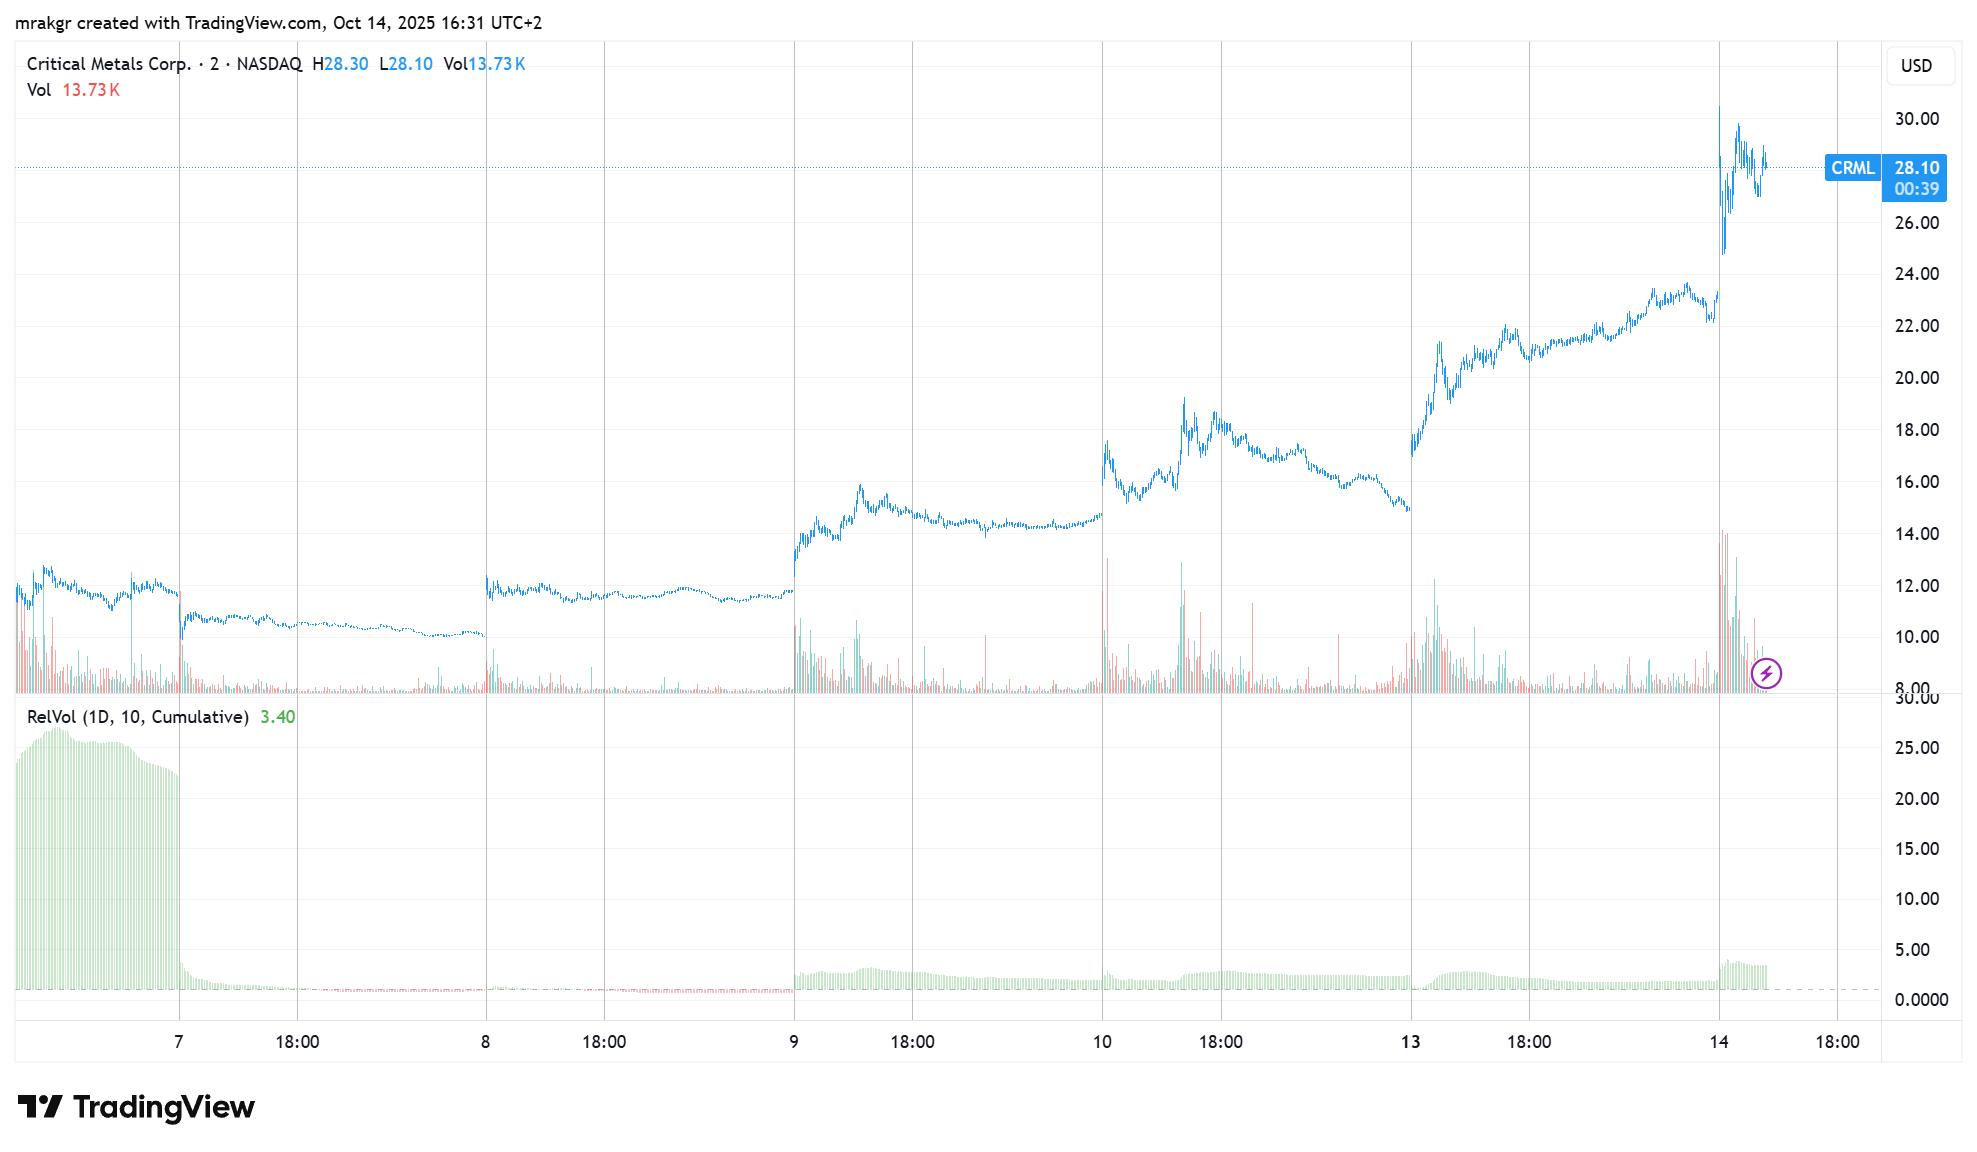 mrakgr created with TradingView.com, Oct 14, 2025 16:31 UTC+2
Critical Metals Corp. · 2 · NASDAQ H28.30 L28.10 Vol13.73 K
Vol 13.73 K
USD
30.00
CRML 28.10
00:39
26.00
24.00
22.00
20.00
18.00
16.00
14.00
12.00
10.00
8.00
30.00
RelVol (1D, 10, Cumulative) 3.40
25.00
20.00
15.00
10.00
5.00
0.0000
7 18:00 8 18:00 9 18:00 10 18:00 13 18:00 14 18:00
TradingView